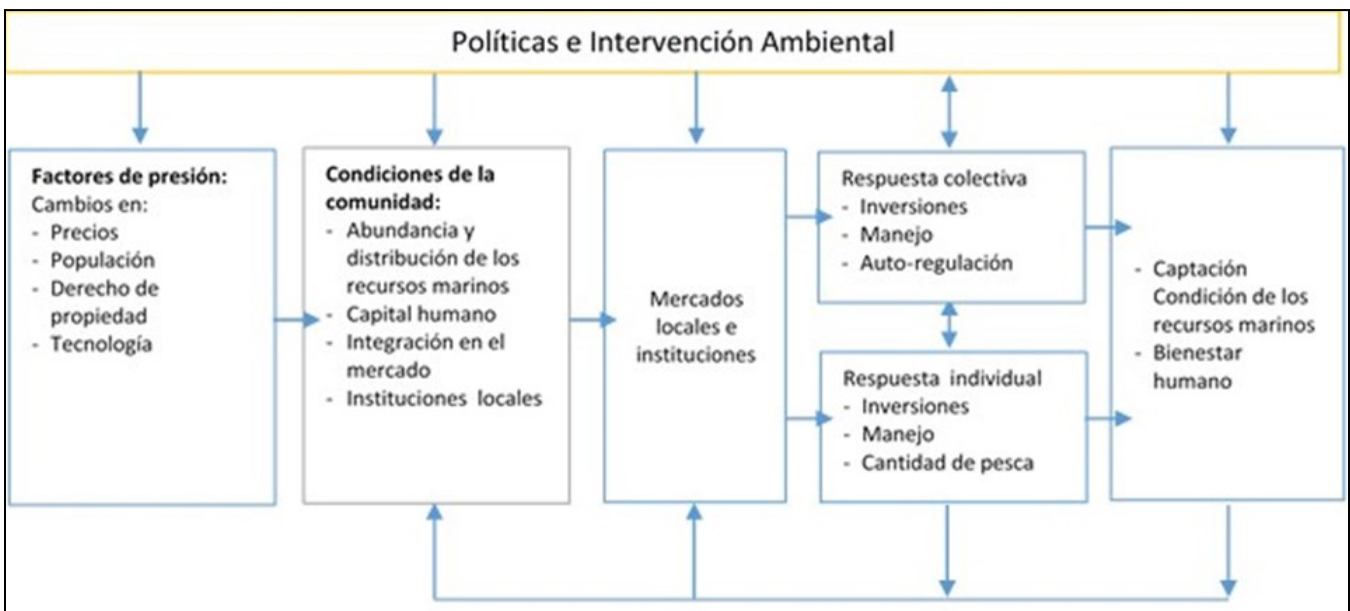 Políticas e Intervención Ambiental
Factores de presión:
Cambios en:
- Precios
- Populación
- Derecho de
propiedad
- Tecnología
Condiciones de la
comunidad:
- Abundancia y
distribución de los
recursos marinos
- Capital humano
- Integración en el
mercado
- Instituciones locales
Mercados
locales e
instituciones
Respuesta colectiva
- Inversiones
- Manejo
- Auto-regulación
Respuesta individual
- Inversiones
- Manejo
- Cantidad de pesca
- Captación
Condición de los
recursos marinos
- Bienestar
humano